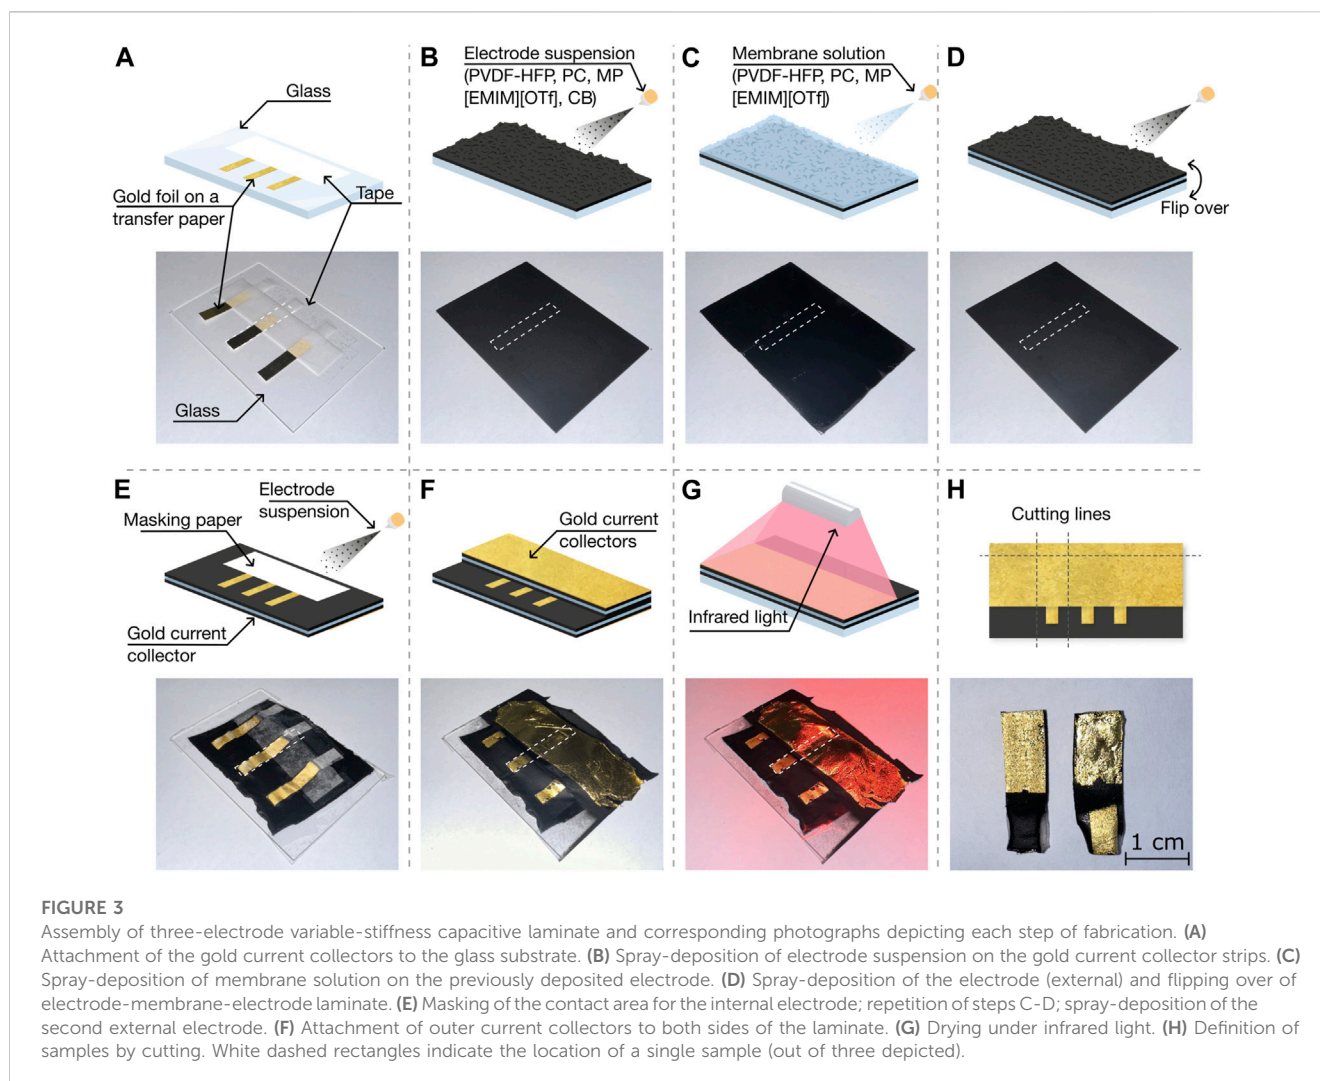 A
Glass
Gold foil on a
transfer paper
Tape
Glass
B
Electrode suspension
(PVDF-HFP, PC, MP
[EMIM][OTf], CB)
C
Membrane solution
(PVDF-HFP, PC, MP
[EMIM][OTf])
D
Flip over
E
Electrode
suspension
Masking paper
Gold current
collector
F
Gold current
collectors
G
Infrared light
H
Cutting lines
1 cm
FIGURE 3
Assembly of three-electrode variable-stiffness capacitive laminate and corresponding photographs depicting each step of fabrication. (A)
Attachment of the gold current collectors to the glass substrate. (B) Spray-deposition of electrode suspension on the gold current collector strips. (C)
Spray-deposition of membrane solution on the previously deposited electrode. (D) Spray-deposition of the electrode (external) and flipping over of
electrode-membrane-electrode laminate. (E) Masking of the contact area for the internal electrode; repetition of steps C-D; spray-deposition of the
second external electrode. (F) Attachment of outer current collectors to both sides of the laminate. (G) Drying under infrared light. (H) Definition of
samples by cutting. White dashed rectangles indicate the location of a single sample (out of three depicted).